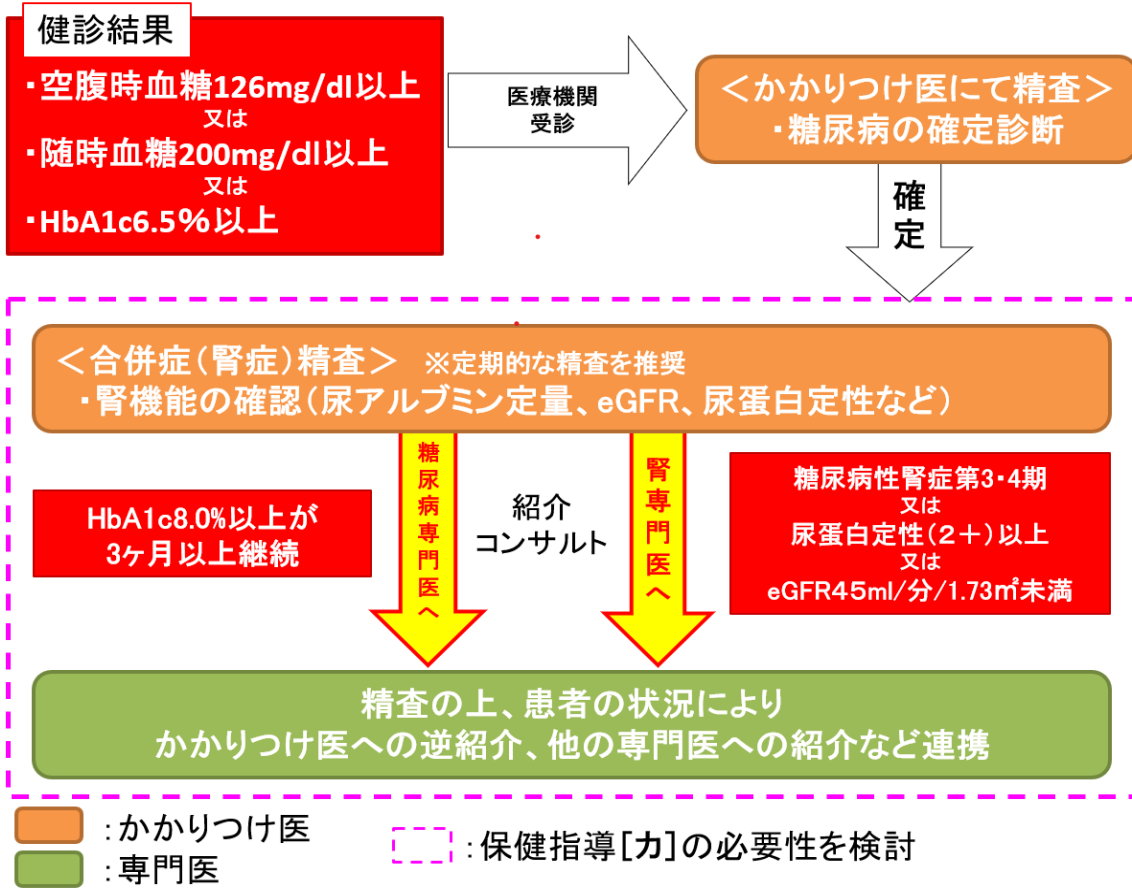 健診結果
・空腹時血糖126mg/dl以上
又は
・随時血糖200mg/dl以上
又は
・HbA1c6.5%以上
医療機関
受診
＜かかりつけ医にて精査＞
・糖尿病の確定診断
確定
＜合併症(腎症)精査＞ ※定期的な精査を推奨
・腎機能の確認(尿アルブミン定量、eGFR、尿蛋白定性など)
HbA1c8.0%以上が
3ヶ月以上継続
糖尿病専門医へ
紹介
コンサルト
腎専門医へ
糖尿病性腎症第3・4期
又は
尿蛋白定性(2+)以上
又は
eGFR45ml/分/1.73㎡未満
精査の上、患者の状況により
かかりつけ医への逆紹介、他の専門医への紹介など連携
：かかりつけ医
：専門医
：保健指導[力]の必要性を検討